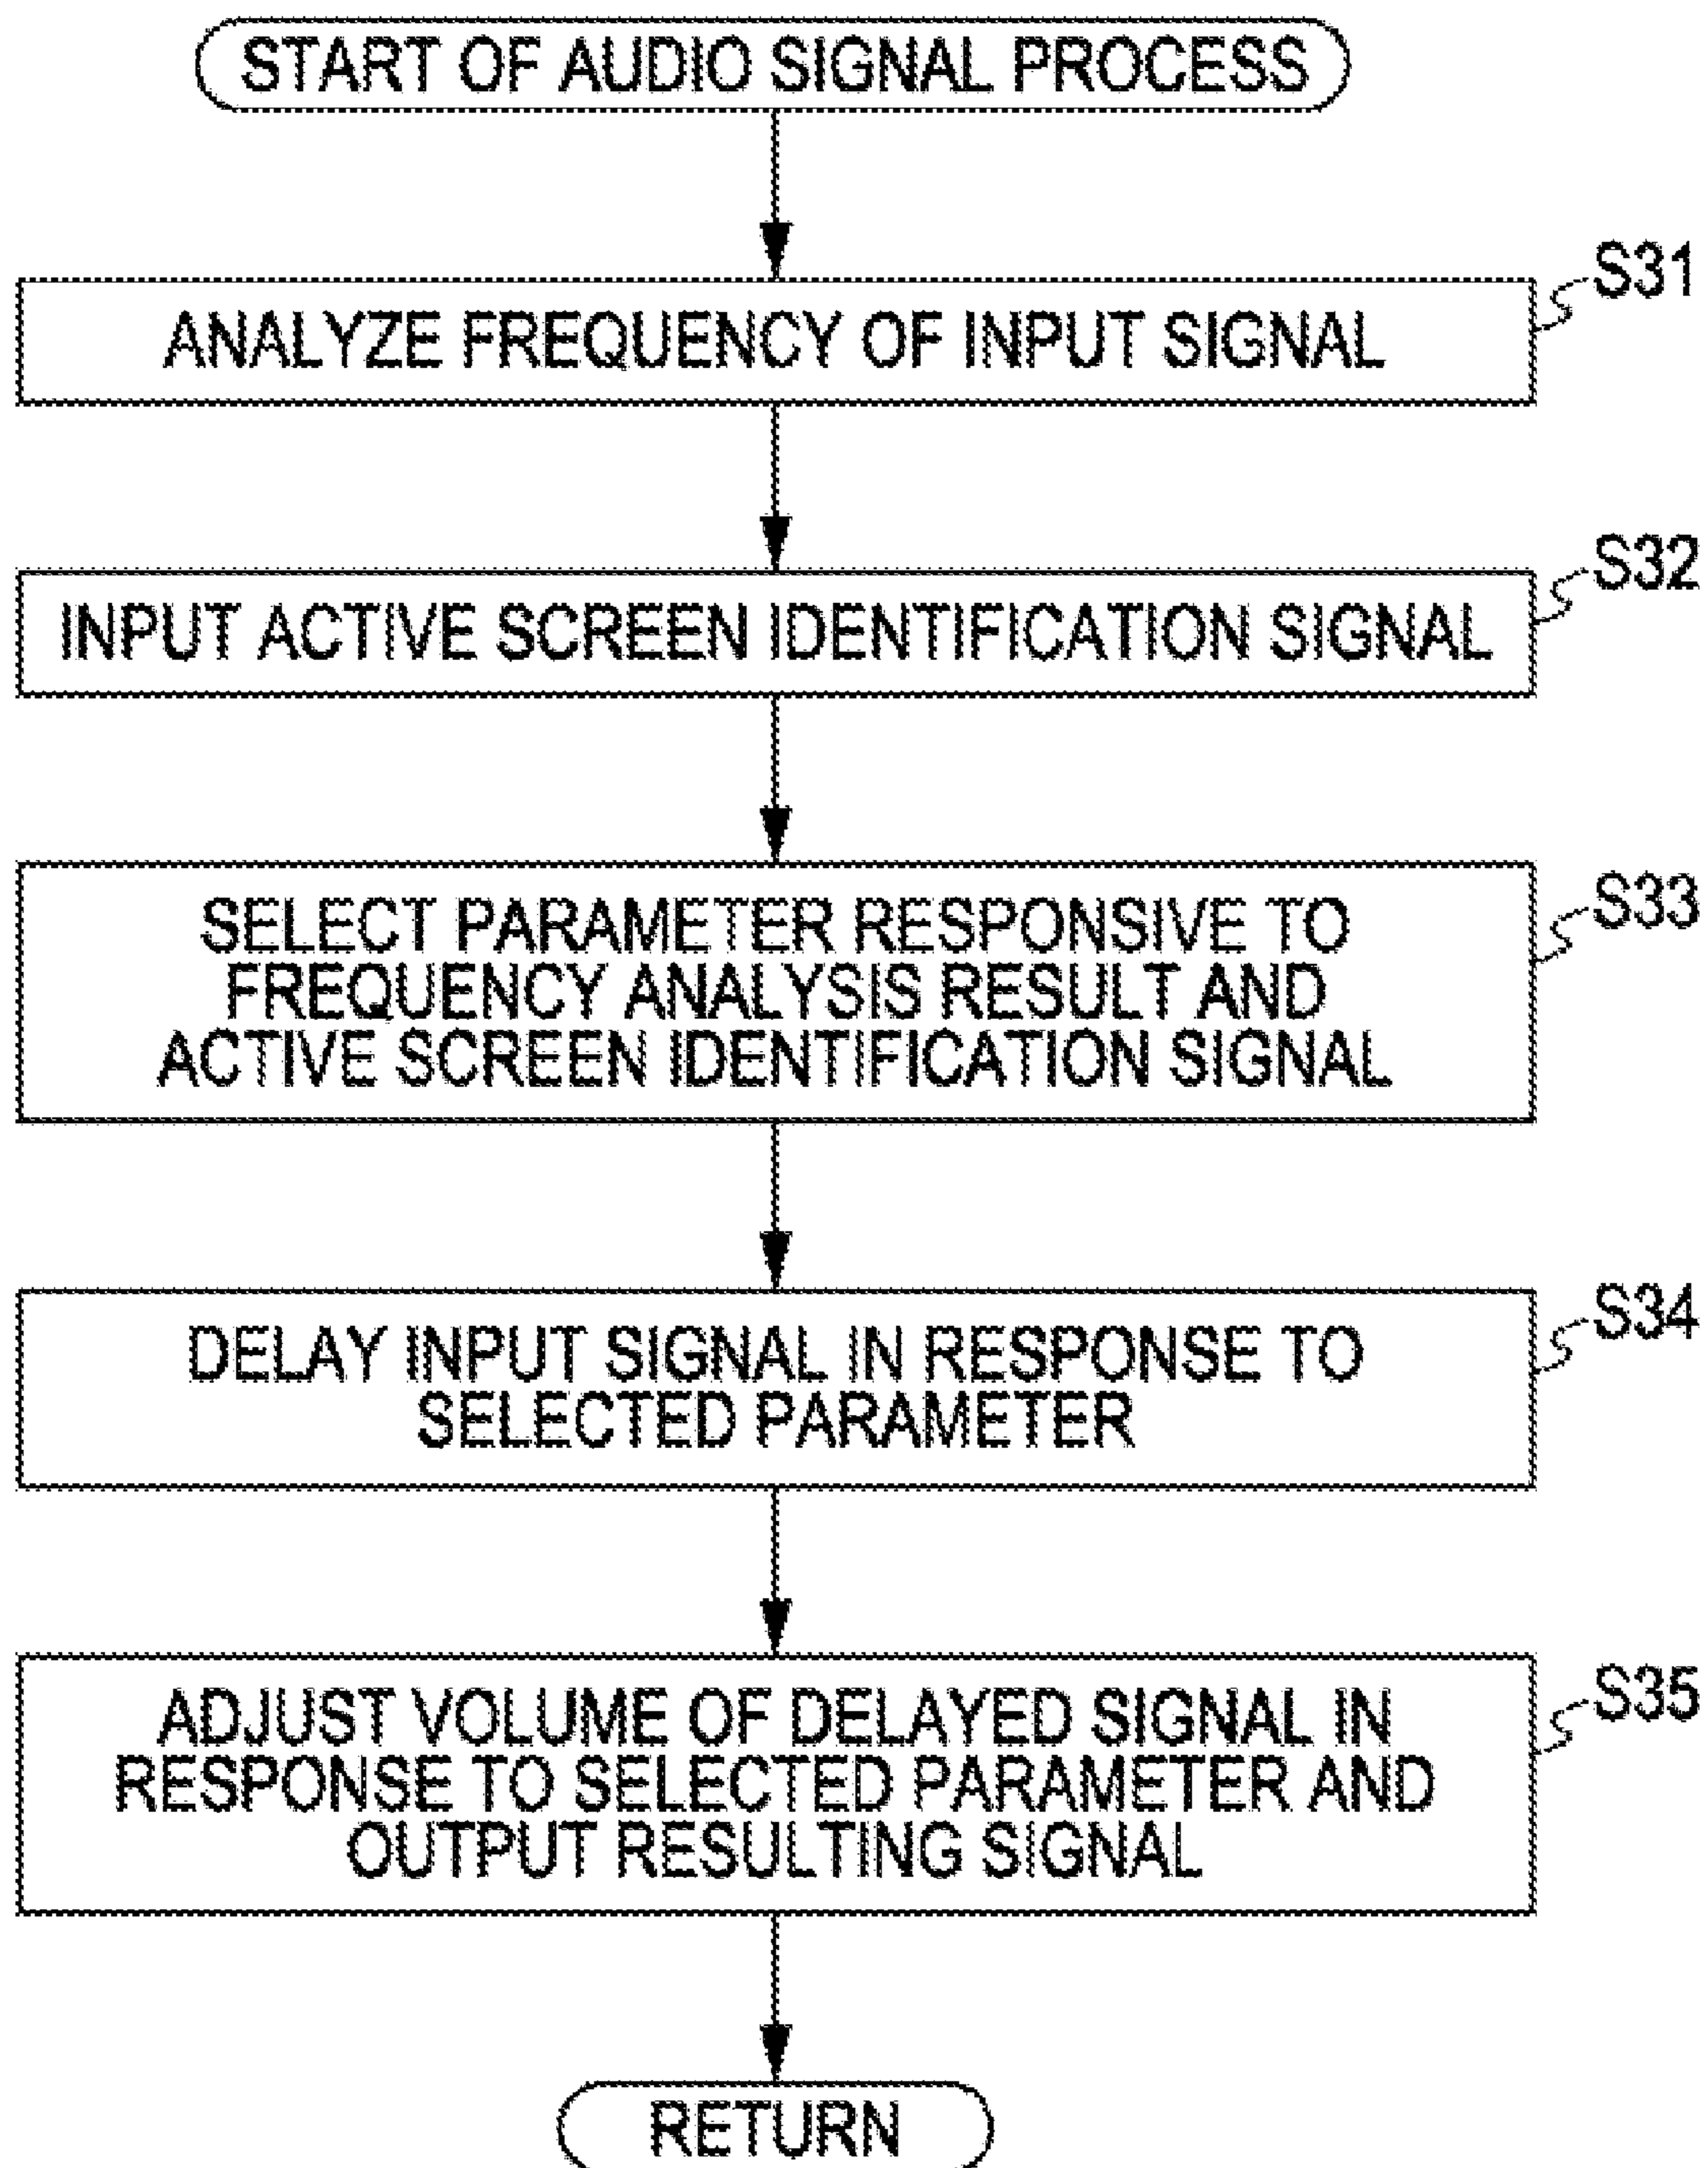 START OF AUDIO SIGNAL PROCESS
S31
ANALYZE FREQUENCY OF INPUT SIGNAL
S32
INPUT ACTIVE SCREEN IDENTIFICATION SIGNAL
S33
SELECT PARAMETER RESPONSIVE TO
FREQUENCY ANALYSIS RESULT AND
ACTIVE SCREEN IDENTIFICATION SIGNAL
S34
DELAY INPUT SIGNAL IN RESPONSE TO
SELECTED PARAMETER
S35
ADJUST VOLUME OF DELAYED SIGNAL IN
RESPONSE TO SELECTED PARAMETER AND
OUTPUT RESULTING SIGNAL
RETURN